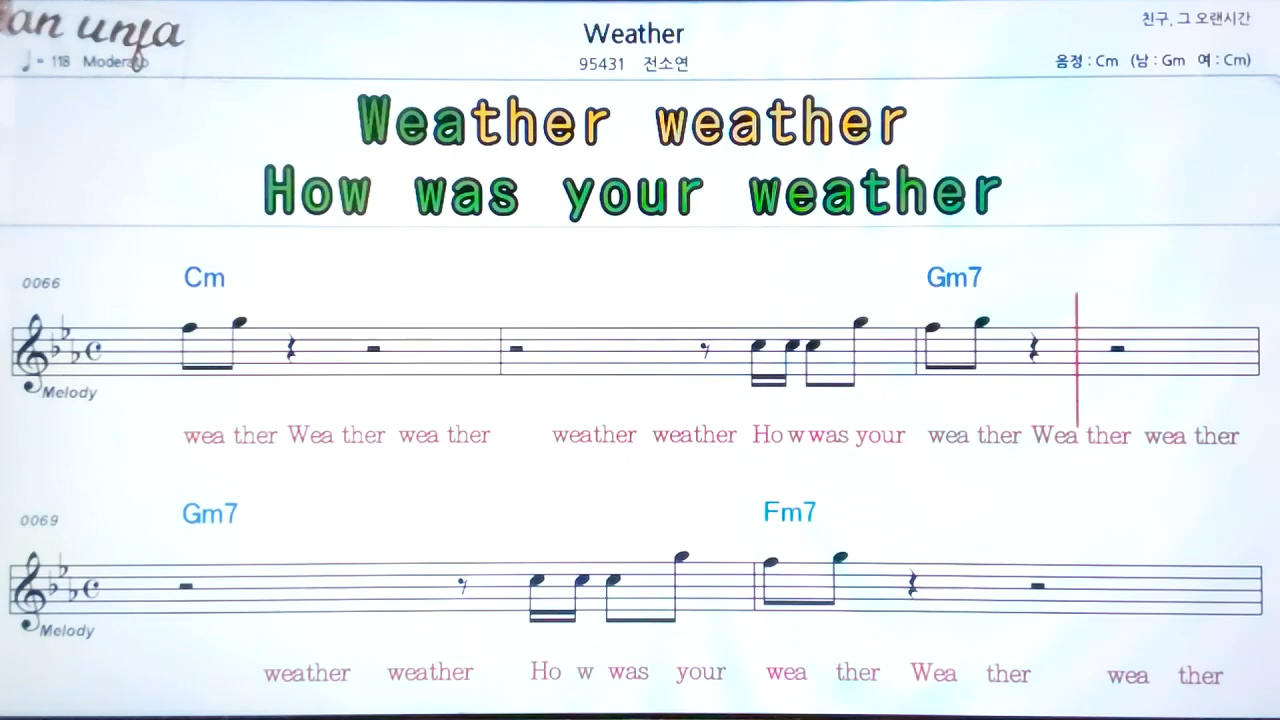 an unfa
Weather
친구, 그 오랜시간
♩= 118 Moderato
95431 전소연
음정 : Cm (남 : Gm 여 : Cm)
Weather weather
How was your weather
0066
Cm
Gm7
Melody
wea ther Wea ther wea ther weather weather Ho w was your wea ther Wea ther wea ther
0069
Gm7
Fm7
Melody
weather weather Ho w was your wea ther Wea ther wea ther